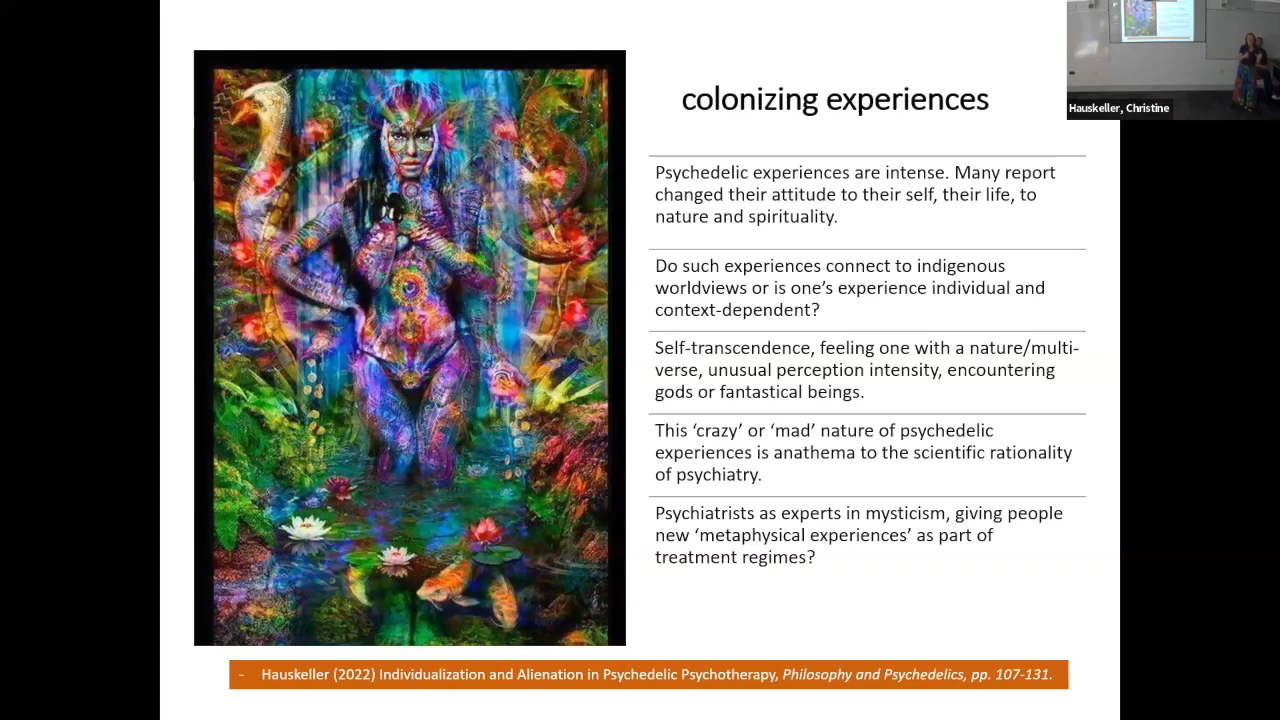 colonizing experiences
Hauskeller, Christine
Psychedelic experiences are intense. Many report
changed their attitude to their self, their life, to
nature and spirituality.
Do such experiences connect to indigenous
worldviews or is one’s experience individual and
context-dependent?
Self-transcendence, feeling one with a nature/multi-
verse, unusual perception intensity, encountering
gods or fantastical beings.
This ‘crazy’ or ‘mad’ nature of psychedelic
experiences is anathema to the scientific rationality
of psychiatry.
Psychiatrists as experts in mysticism, giving people
new ‘metaphysical experiences’ as part of
treatment regimes?
- Hauskeller (2022) Individualization and Alienation in Psychedelic Psychotherapy, Philosophy and Psychedelics, pp. 107-131.